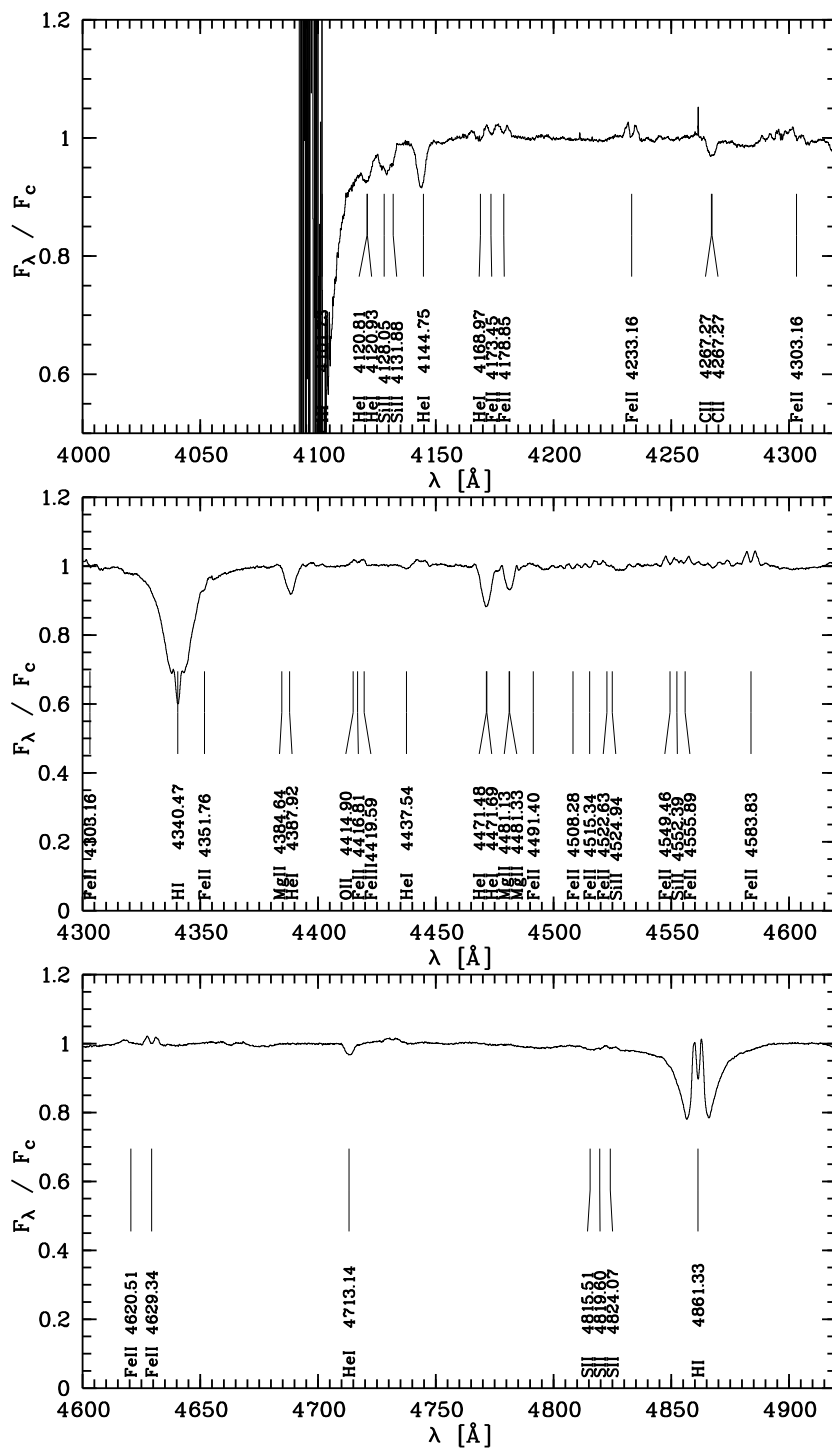 1.2
1
0.8
0.6
F_λ / F_c
HeI 4120.81
HeI 4120.93
SiII 4128.05
SiII 4131.88
HeI 4144.75
HeI 4168.97
FeII 4173.45
FeII 4178.85
FeII 4233.16
CII 4267.27
CII 4267.27
FeII 4303.16
4000 4050 4100 4150 4200 4250 4300
λ [Å]
1.2
1
0.8
0.6
0.4
0.2
0
F_λ / F_c
FeII 4303.16
HI 4340.47
FeII 4351.76
MgII 4384.64
HeI 4387.92
OII 4414.90
FeII 4416.81
FeIII 4419.59
HeI 4437.54
HeI 4471.48
HeI 4471.69
MgII 4481.13
MgII 4481.33
FeII 4491.40
FeII 4508.28
FeII 4515.34
FeII 4522.63
SiII 4524.94
FeII 4549.46
SiII 4552.39
FeII 4555.89
FeII 4583.83
4300 4350 4400 4450 4500 4550 4600
λ [Å]
1.2
1
0.8
0.6
0.4
0.2
0
F_λ / F_c
FeII 4620.51
FeII 4629.34
HeI 4713.14
SII 4815.51
SII 4819.60
SII 4824.07
HI 4861.33
4600 4650 4700 4750 4800 4850 4900
λ [Å]